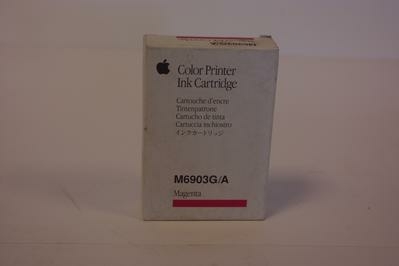 Color Printer
Ink Cartridge
Cartouche d'encre
Tintenpatrone
Cartucho de tinta
Cartuccia inchiostro
インクカートリッジ
M6903G/A
Magenta